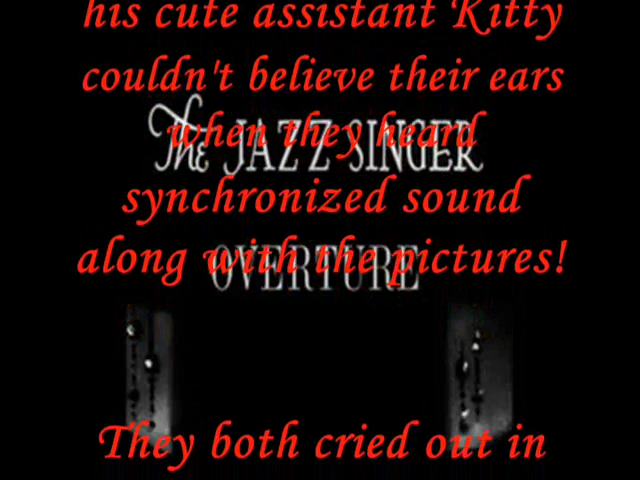 his cute assistant Kitty
couldn't believe their ears
when they heard
The JAZZ SINGER
synchronized sound
along with the pictures!
OVERTURE
They both cried out in